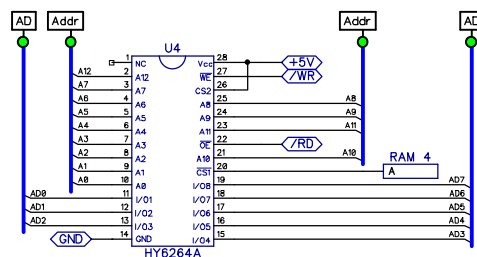 AD Addr Addr AD
U4
1 NC Vcc 28 +5V
A12 2 A12 WE 27 /WR
A7 3 A7 CS2 26
A6 4 A6 A8 25 A8
A5 5 A5 A9 24 A9
A4 6 A4 A11 23 A11
A3 7 A3 OE 22 /RD
A2 8 A2 A10 21 A10
A1 9 A1 CS1 20 RAM 4
A
A0 10 A0 I/O8 19 AD7
AD0 11 I/O1 I/O7 18 AD6
AD1 12 I/O2 I/O6 17 AD5
AD2 13 I/O3 I/O5 16 AD4
GND 14 GND I/O4 15 AD3
HY6264A